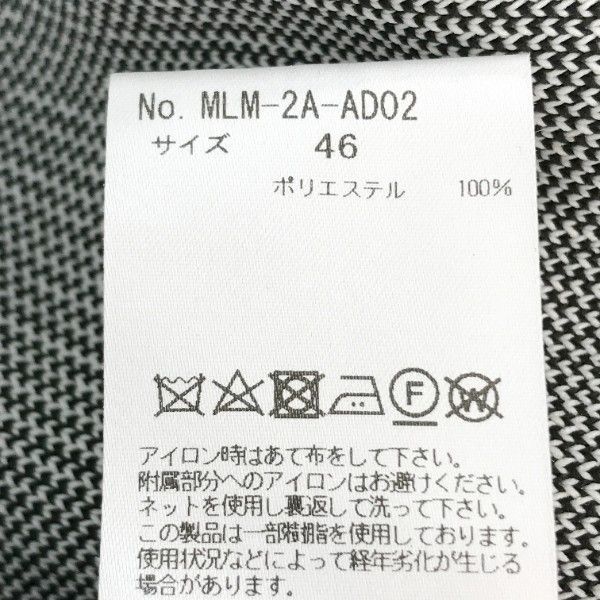 No. MLM-2A-AD02
サイズ 46
ポリエステル 100%
F W
アイロン時はあて布をして下さい。
附属部分へのアイロンはお避けください。
ネットを使用し裏返して洗って下さい。
この製品は一部樹脂を使用しております。
使用状況などによって経年劣化が生じる
場合があります。